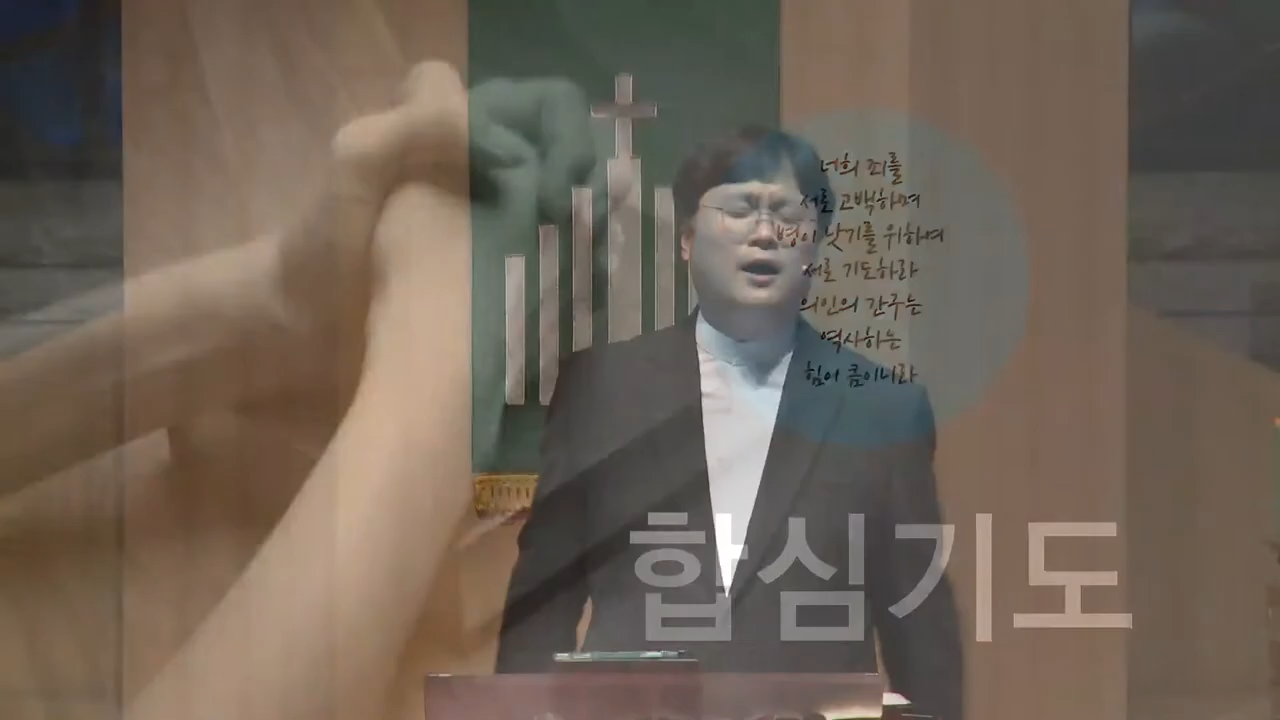 너희 죄를
서로 고백하며
병이 낫기를 위하여
서로 기도하라
의인의 간구는
역사하는
힘이 큼이니라
합심기도